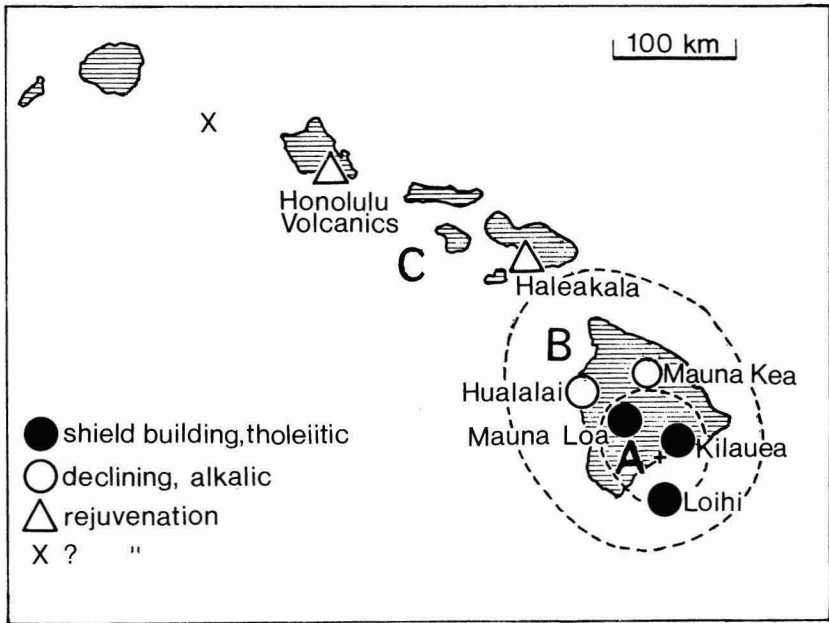 100 km
X
Honolulu
Volcanics
C
Haleakala
B
Mauna Kea
Hualalai
Mauna Loa
A
+
Kilauea
Loihi
shield building, tholeiitic
declining, alkalic
rejuvenation
X ? "